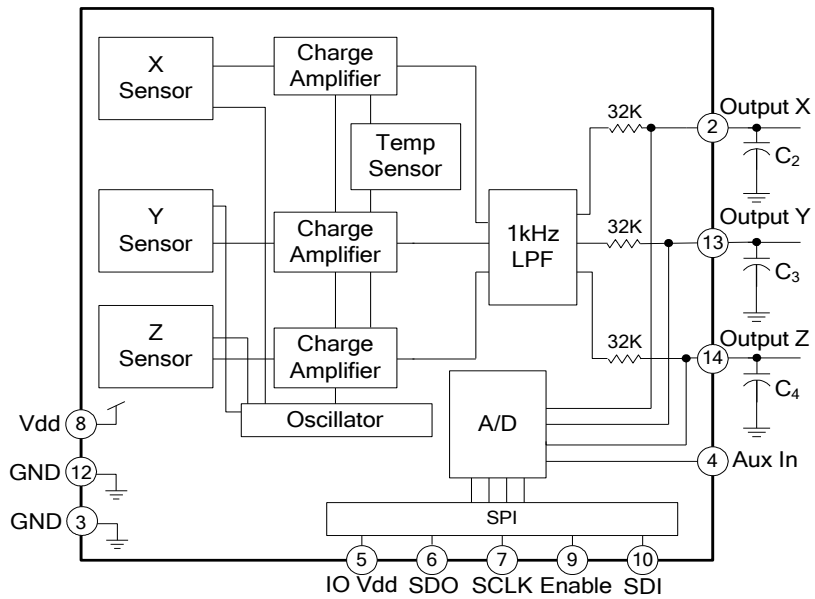 X
Sensor
Charge
Amplifier
Temp
Sensor
Y
Sensor
Charge
Amplifier
1kHz
LPF
Z
Sensor
Charge
Amplifier
Oscillator
32K
2
Output X
C2
32K
13
Output Y
C3
32K
14
Output Z
C4
A/D
4
Aux In
Vdd
8
GND
12
GND
3
SPI
5
6
7
9
10
IO Vdd
SDO
SCLK
Enable
SDI